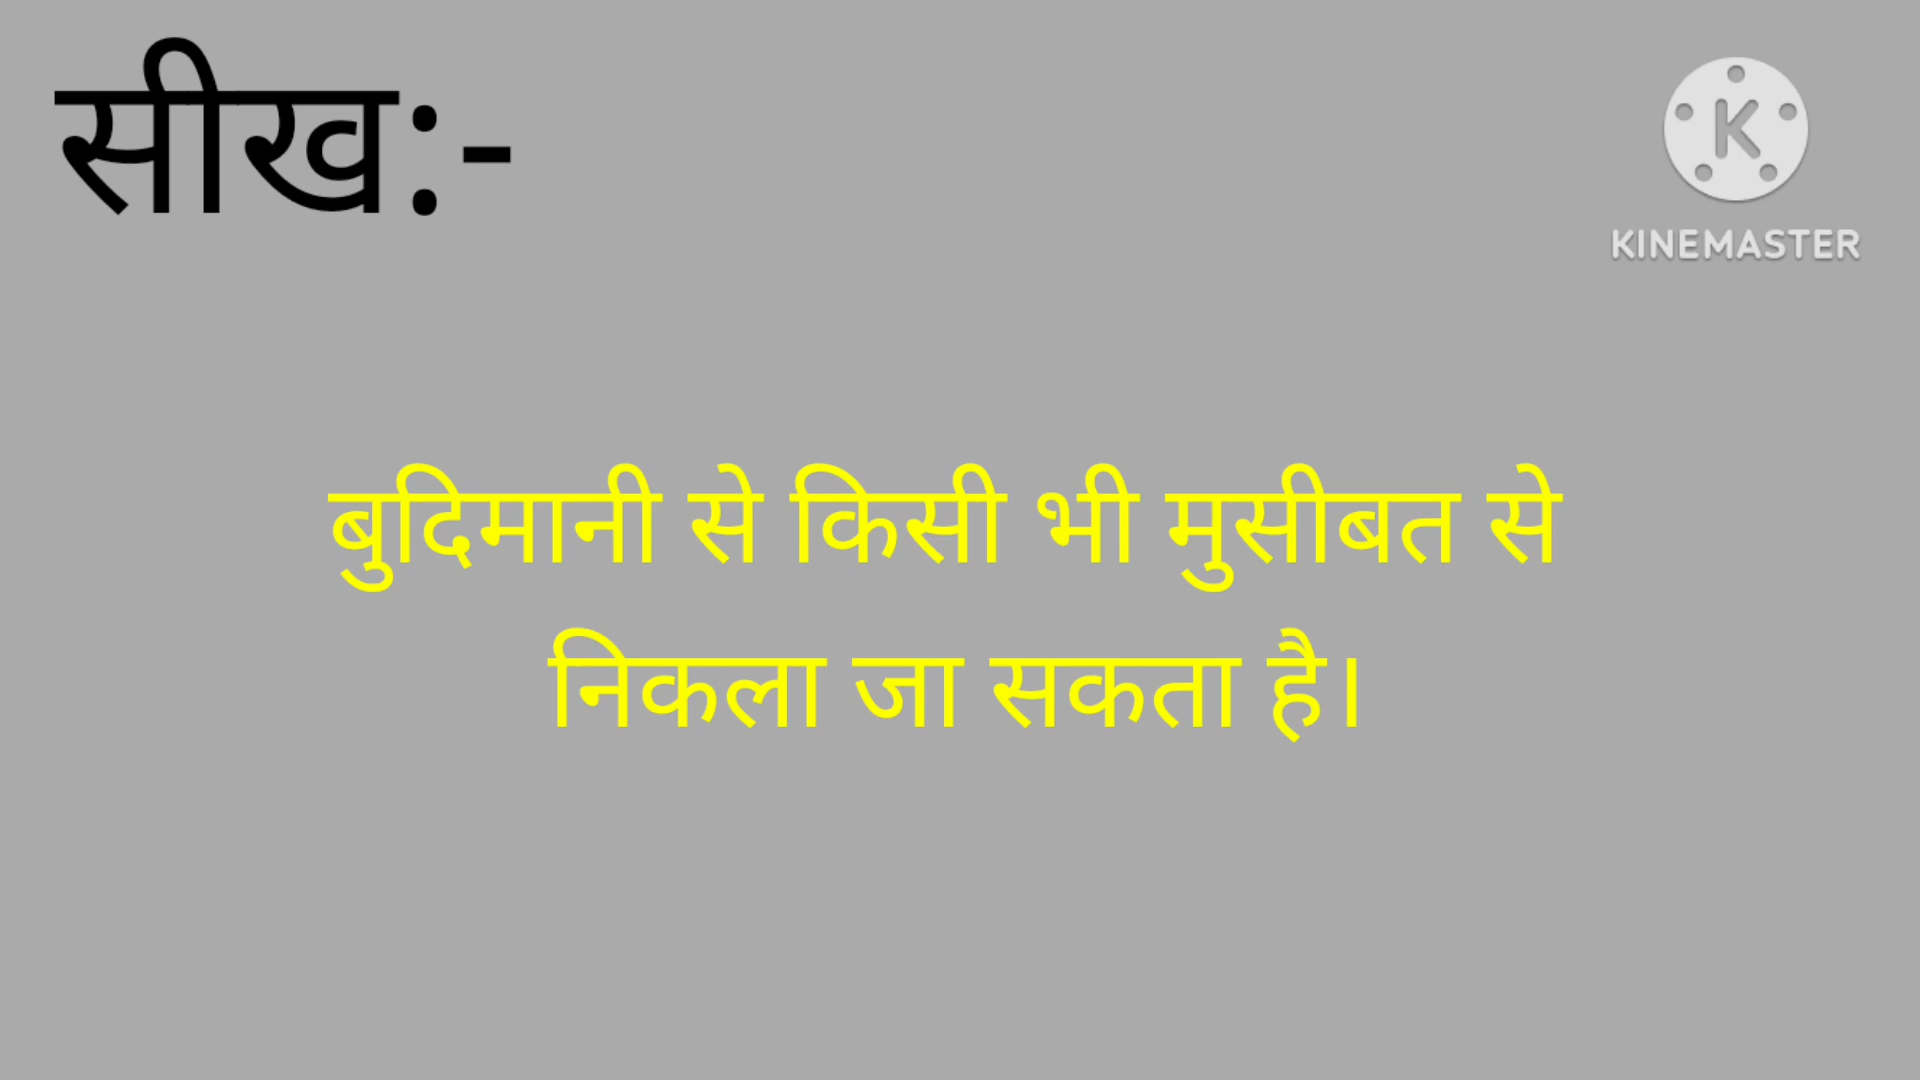 सीख:-
K
KINEMASTER
बुदिमानी से किसी भी मुसीबत से
निकला जा सकता है।